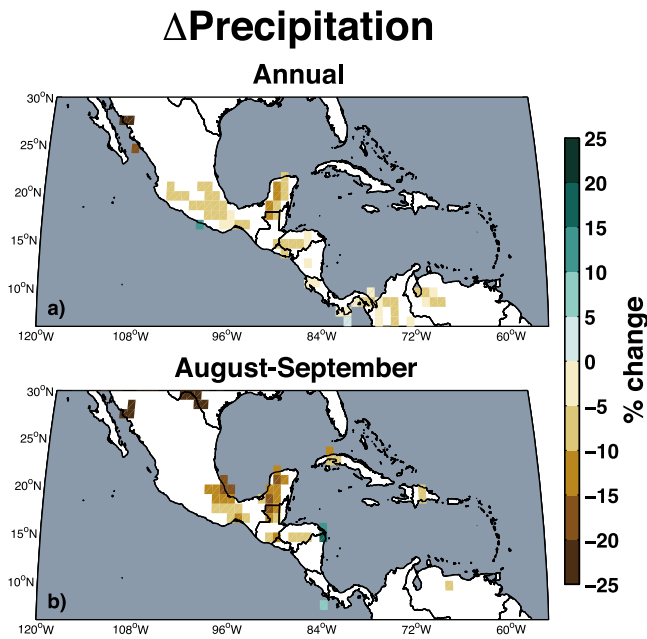 ΔPrecipitation
Annual
30°N
25°N
20°N
15°N
10°N
a)
120°W 108°W 96°W 84°W 72°W 60°W
August-September
30°N
25°N
20°N
15°N
10°N
b)
120°W 108°W 96°W 84°W 72°W 60°W
25
20
15
10
5
0
−5
−10
−15
−20
−25
% change